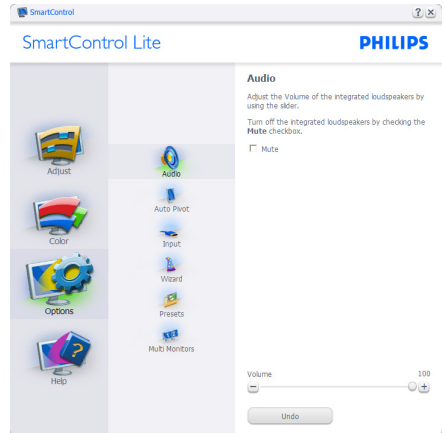 SmartControl
SmartControl Lite
PHILIPS
Adjust
Color
Options
Help
Audio
Auto Pivot
Input
Wizard
Presets
Multi Monitors
Audio
Adjust the Volume of the integrated loudspeakers by
using the slider.
Turn off the integrated loudspeakers by checking the
Mute checkbox.
Mute
Volume 100
Undo